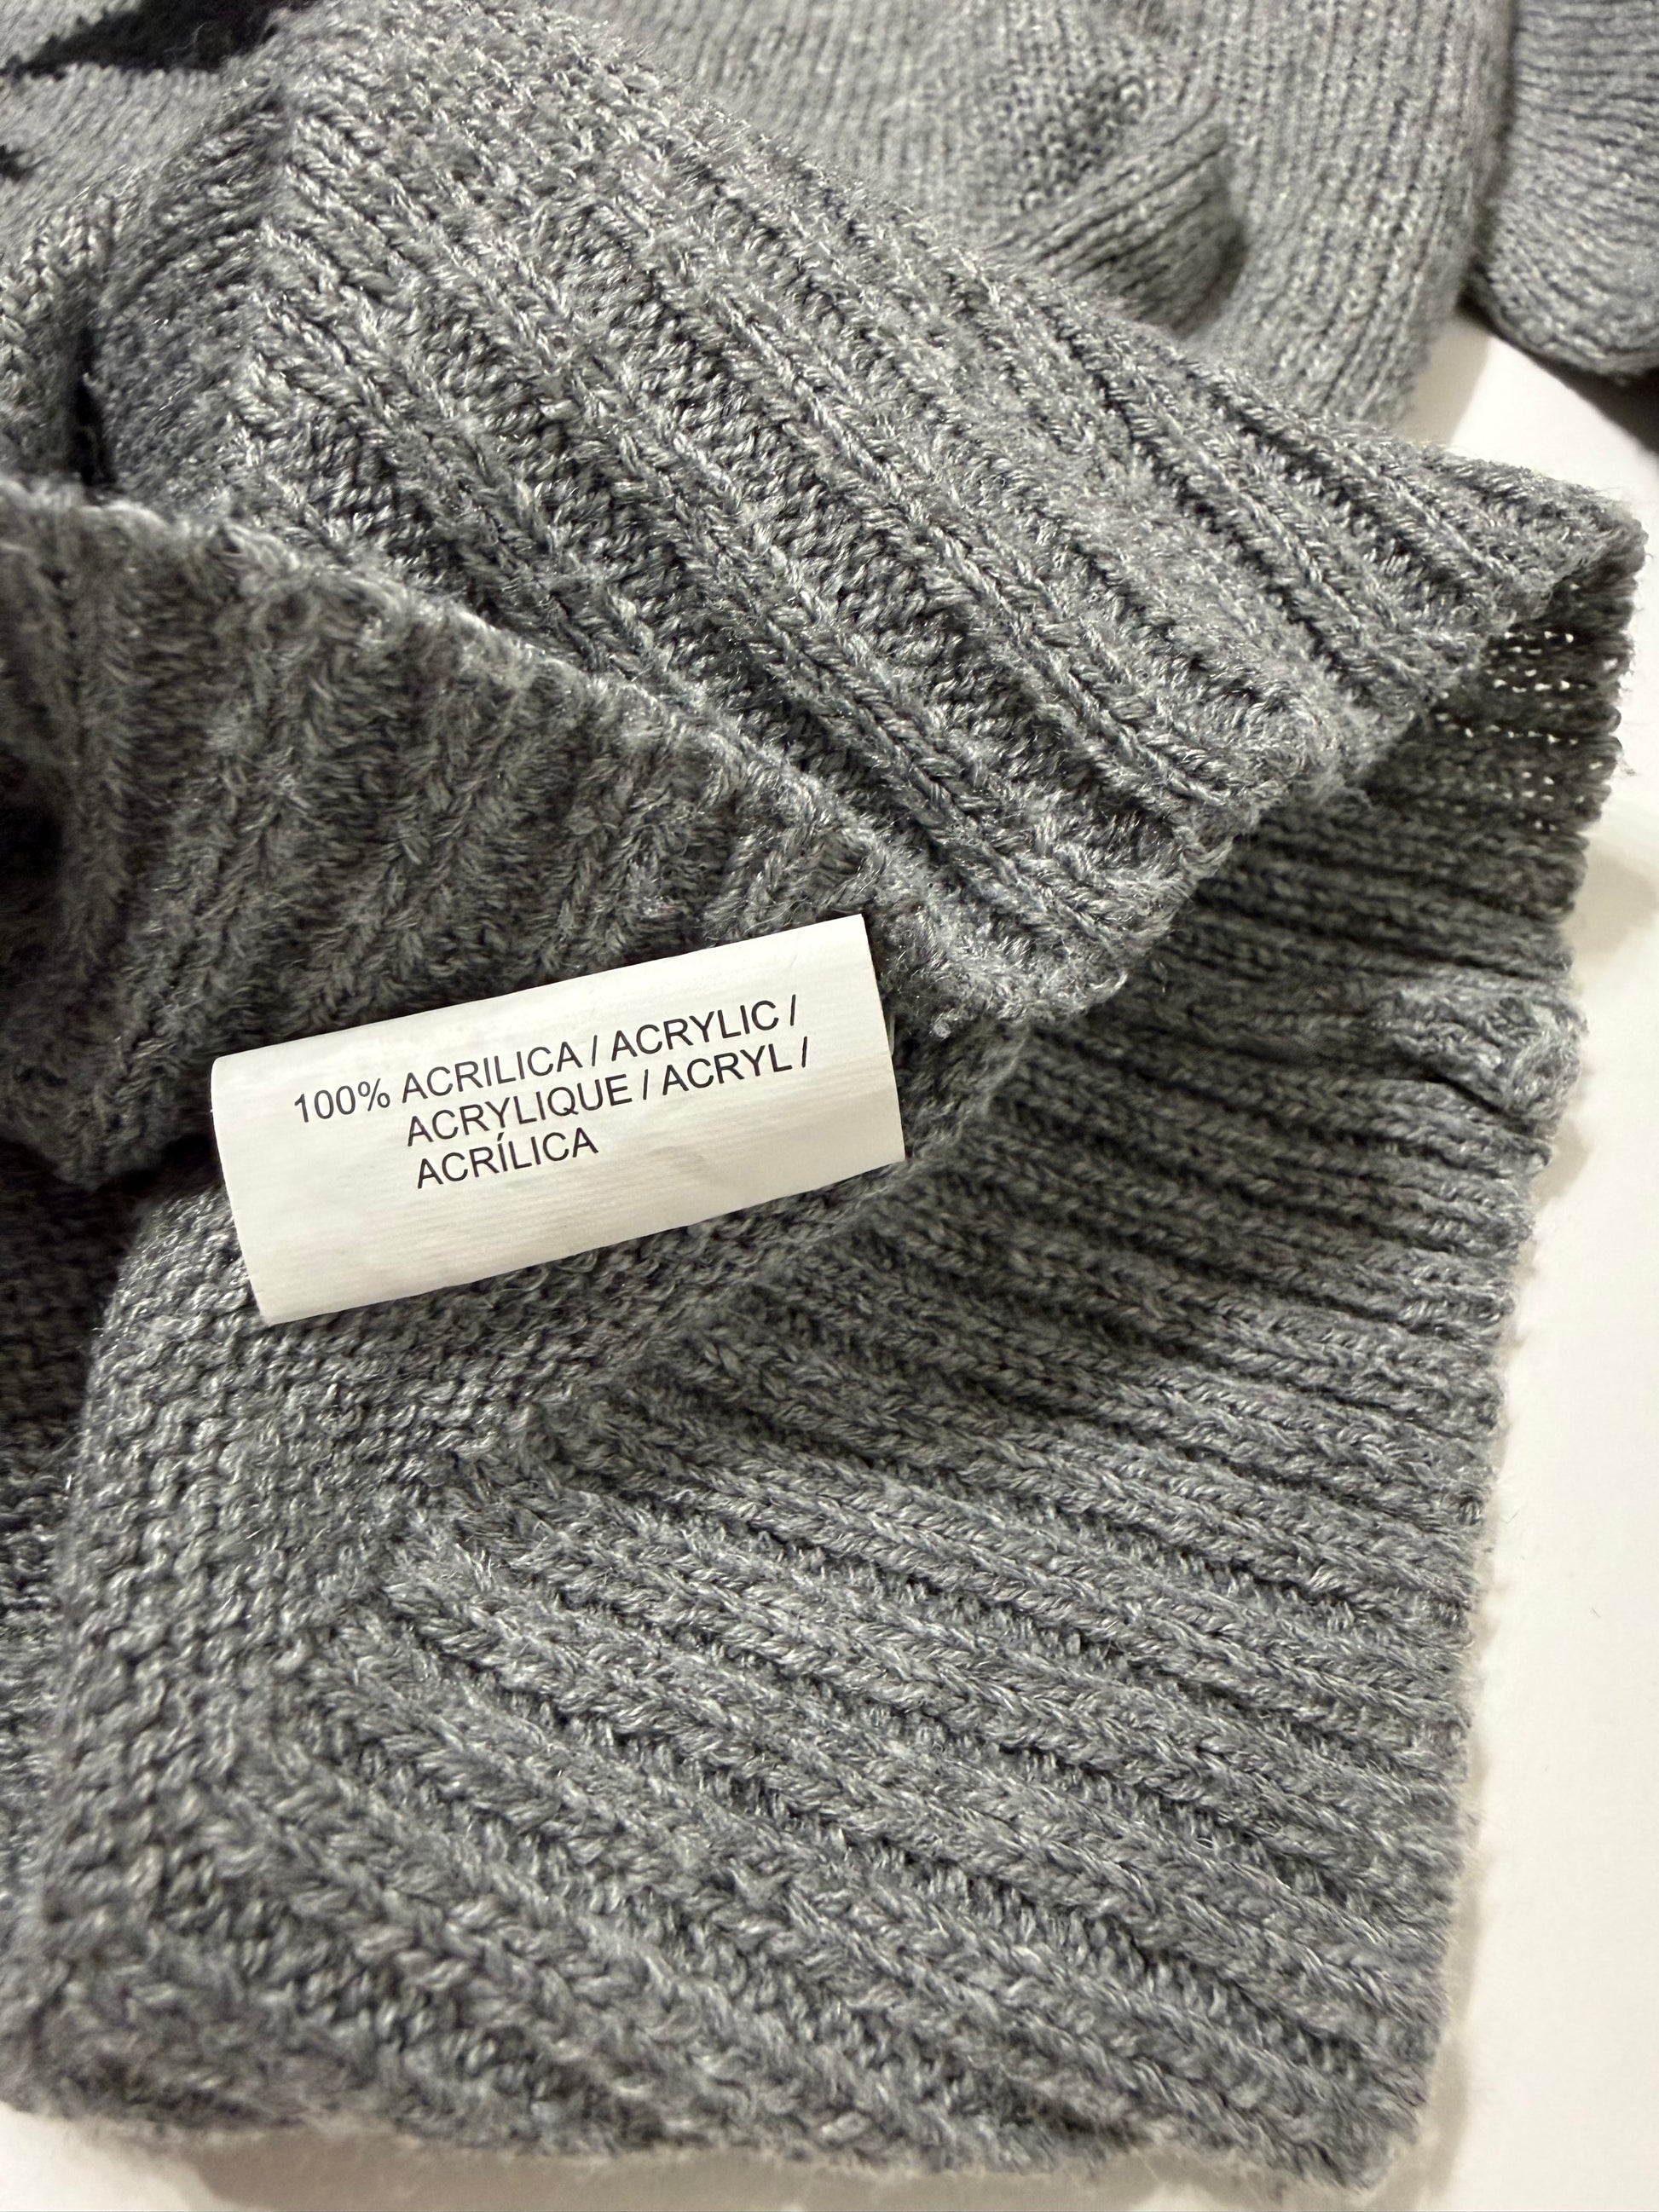 100% ACRILICA / ACRYLIC /
ACRYLIQUE / ACRYL /
ACRÍLICA